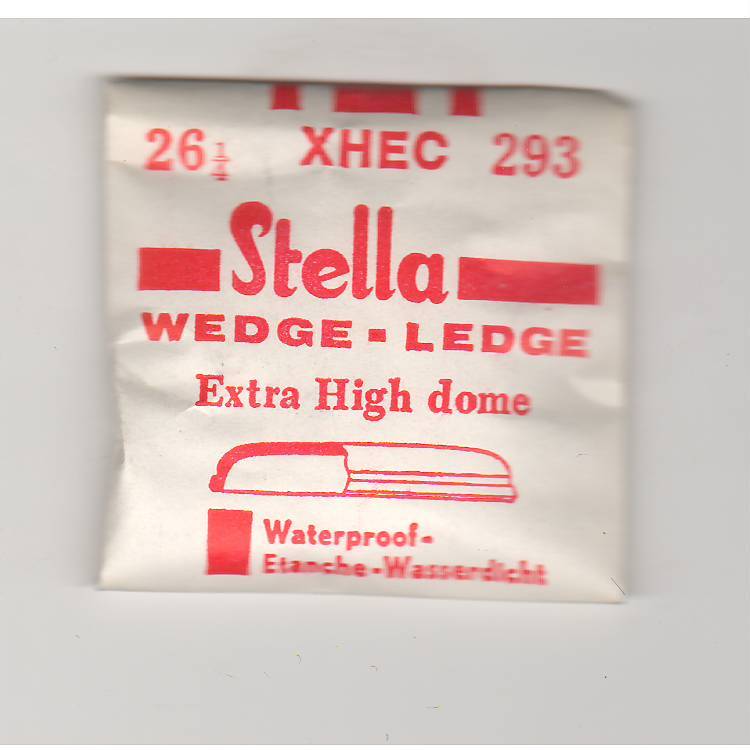 26¼ XHEC 293
Stella
WEDGE-LEDGE
Extra High dome
Waterproof-
Etanche-Wasserdicht